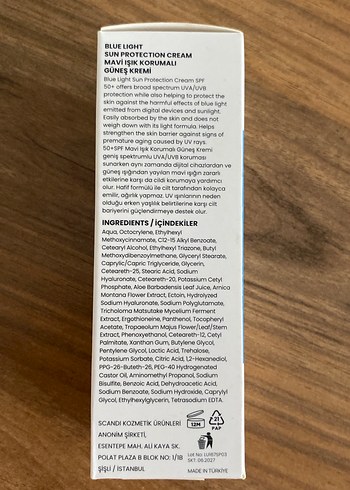 BLUE LIGHT
SUN PROTECTION CREAM
MAVİ IŞIK KORUMALI
GÜNEŞ KREMİ
Blue Light Sun Protection Cream SPF
50+ offers broad spectrum UVA/UVB
protection while also helping to protect the
skin against the harmful effects of blue light
emitted from digital devices and sunlight.
Easily absorbed by the skin and does not
weigh down with its light formula. Helps
strengthen the skin barrier against signs of
premature aging caused by UV rays.
50+SPF Mavi Işık Korumalı Güneş Kremi
geniş spektrumlu UVA/UVB koruması
sunarken aynı zamanda dijital cihazlardan ve
güneş ışığından yayılan mavi ışığın zararlı
etkilerine karşı da cildi korumaya yardımcı
olur. Hafif formülü ile cilt tarafından kolayca
emilir, ağırlık yapmaz. UV ışınlarının neden
olduğu erken yaşlılık belirtilerine karşı cilt
bariyerini güçlendirmeye destek olur.
INGREDIENTS / İÇİNDEKİLER
Aqua, Octocrylene, Ethylhexyl
Methoxycinnamate, C12-15 Alkyl Benzoate,
Cetearyl Alcohol, Ethylhexyl Triazone, Butyl
Methoxydibenzoylmethane, Glyceryl Stearate,
Caprylic/Capric Triglyceride, Glycerin,
Ceteareth-25, Stearic Acid, Sodium
Hyaluronate, Ceteareth-20, Potassium Cetyl
Phosphate, Aloe Barbadensis Leaf Juice, Arnica
Montana Flower Extract, Ectoin, Hydrolyzed
Sodium Hyaluronate, Sodium Polyglutamate,
Tricholoma Matsutake Mycelium Ferment
Extract, Ergothioneine, Panthenol, Tocopheryl
Acetate, Tropaeolum Majus Flower/Leaf/Stem
Extract, Phenoxyethanol, Ceteareth-12, Cetyl
Palmitate, Xanthan Gum, Butylene Glycol,
Pentylene Glycol, Lactic Acid, Trehalose,
Potassium Sorbate, Citric Acid, 1,2-Hexanediol,
PPG-26-Buteth-26, PEG-40 Hydrogenated
Castor Oil, Aminomethyl Propanol, Sodium
Bisulfite, Benzoic Acid, Dehydroacetic Acid,
Sodium Benzoate, Sodium Hydroxide, Caprylyl
Glycol, Ethylhexylglycerin, Tetrasodium EDTA.
SCANDI KOZMETİK ÜRÜNLERİ
ANONİM ŞİRKETİ,
ESENTEPE MAH. ALİ KAYA SK.
POLAT PLAZA B BLOK NO: 1/1B
ŞİŞLİ / İSTANBUL
12M
21
PAP
Lot No:
SKT: 06.2027
MADE IN TÜRKİYE